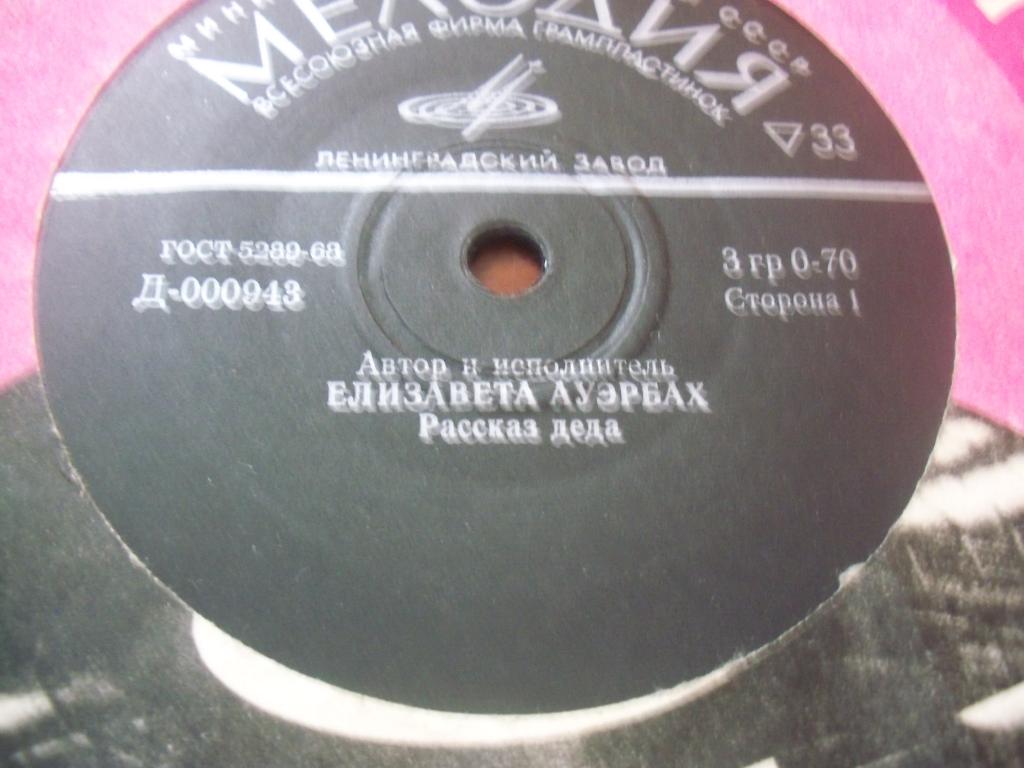 МЕЛОДИЯ
ВСЕСОЮЗНАЯ ФИРМА ГРАМПЛАСТИНОК
33
ЛЕНИНГРАДСКИЙ ЗАВОД
ГОСТ 5289-68
Д-000943
3 гр 0-70
Сторона 1
Автор и исполнитель
ЕЛИЗАВЕТА АУЭРБАХ
Рассказ деда